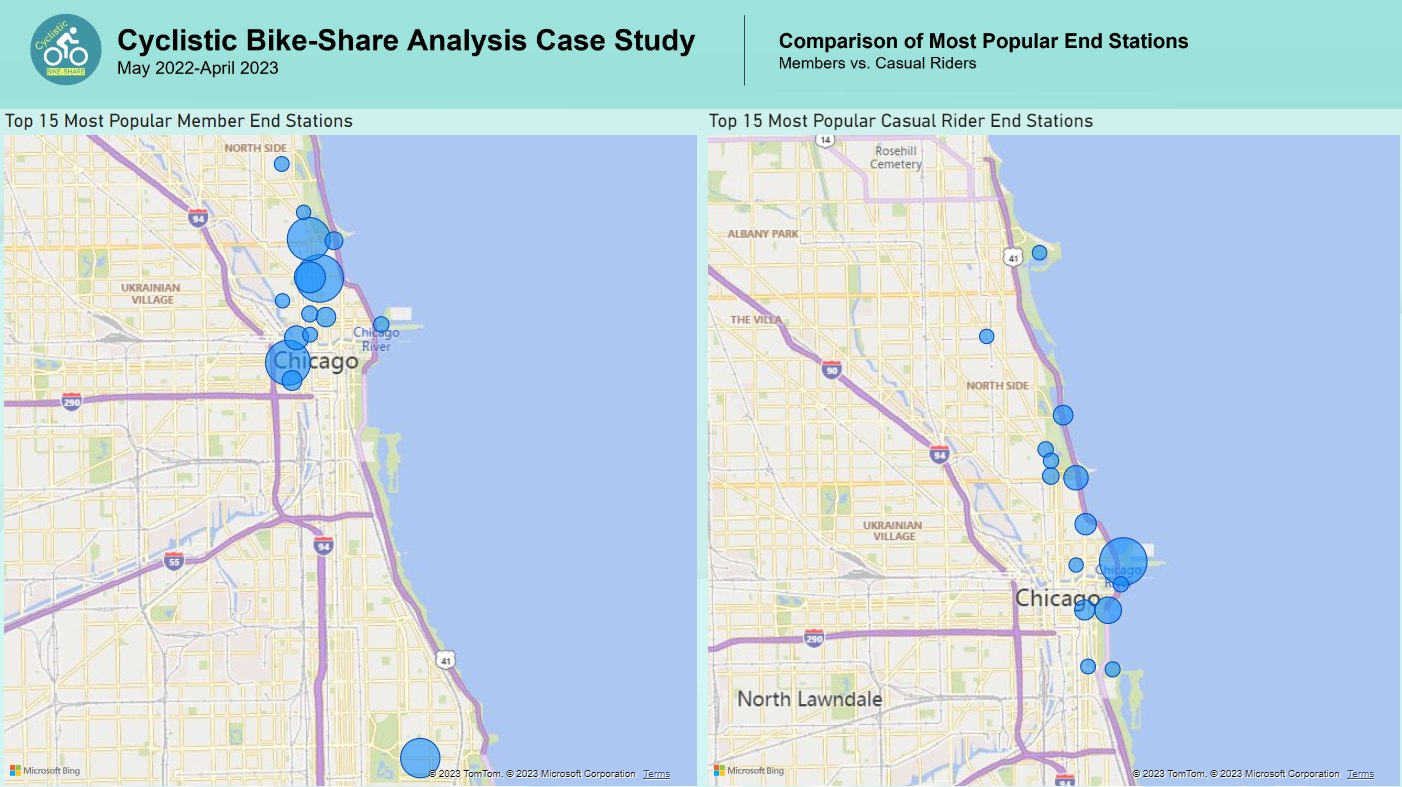 Cyclistic
BIKE-SHARE
Cyclistic Bike-Share Analysis Case Study
May 2022-April 2023
Comparison of Most Popular End Stations
Members vs. Casual Riders
Top 15 Most Popular Member End Stations
NORTH SIDE
94
UKRAINIAN
VILLAGE
Chicago
River
Chicago
290
94
55
41
Microsoft Bing
© 2023 TomTom, © 2023 Microsoft Corporation Terms
Top 15 Most Popular Casual Rider End Stations
14
Rosehill
Cemetery
ALBANY PARK
41
THE VILLA
90
NORTH SIDE
94
UKRAINIAN
VILLAGE
Chicago
Chicago
290
North Lawndale
94
Microsoft Bing
© 2023 TomTom, © 2023 Microsoft Corporation Terms